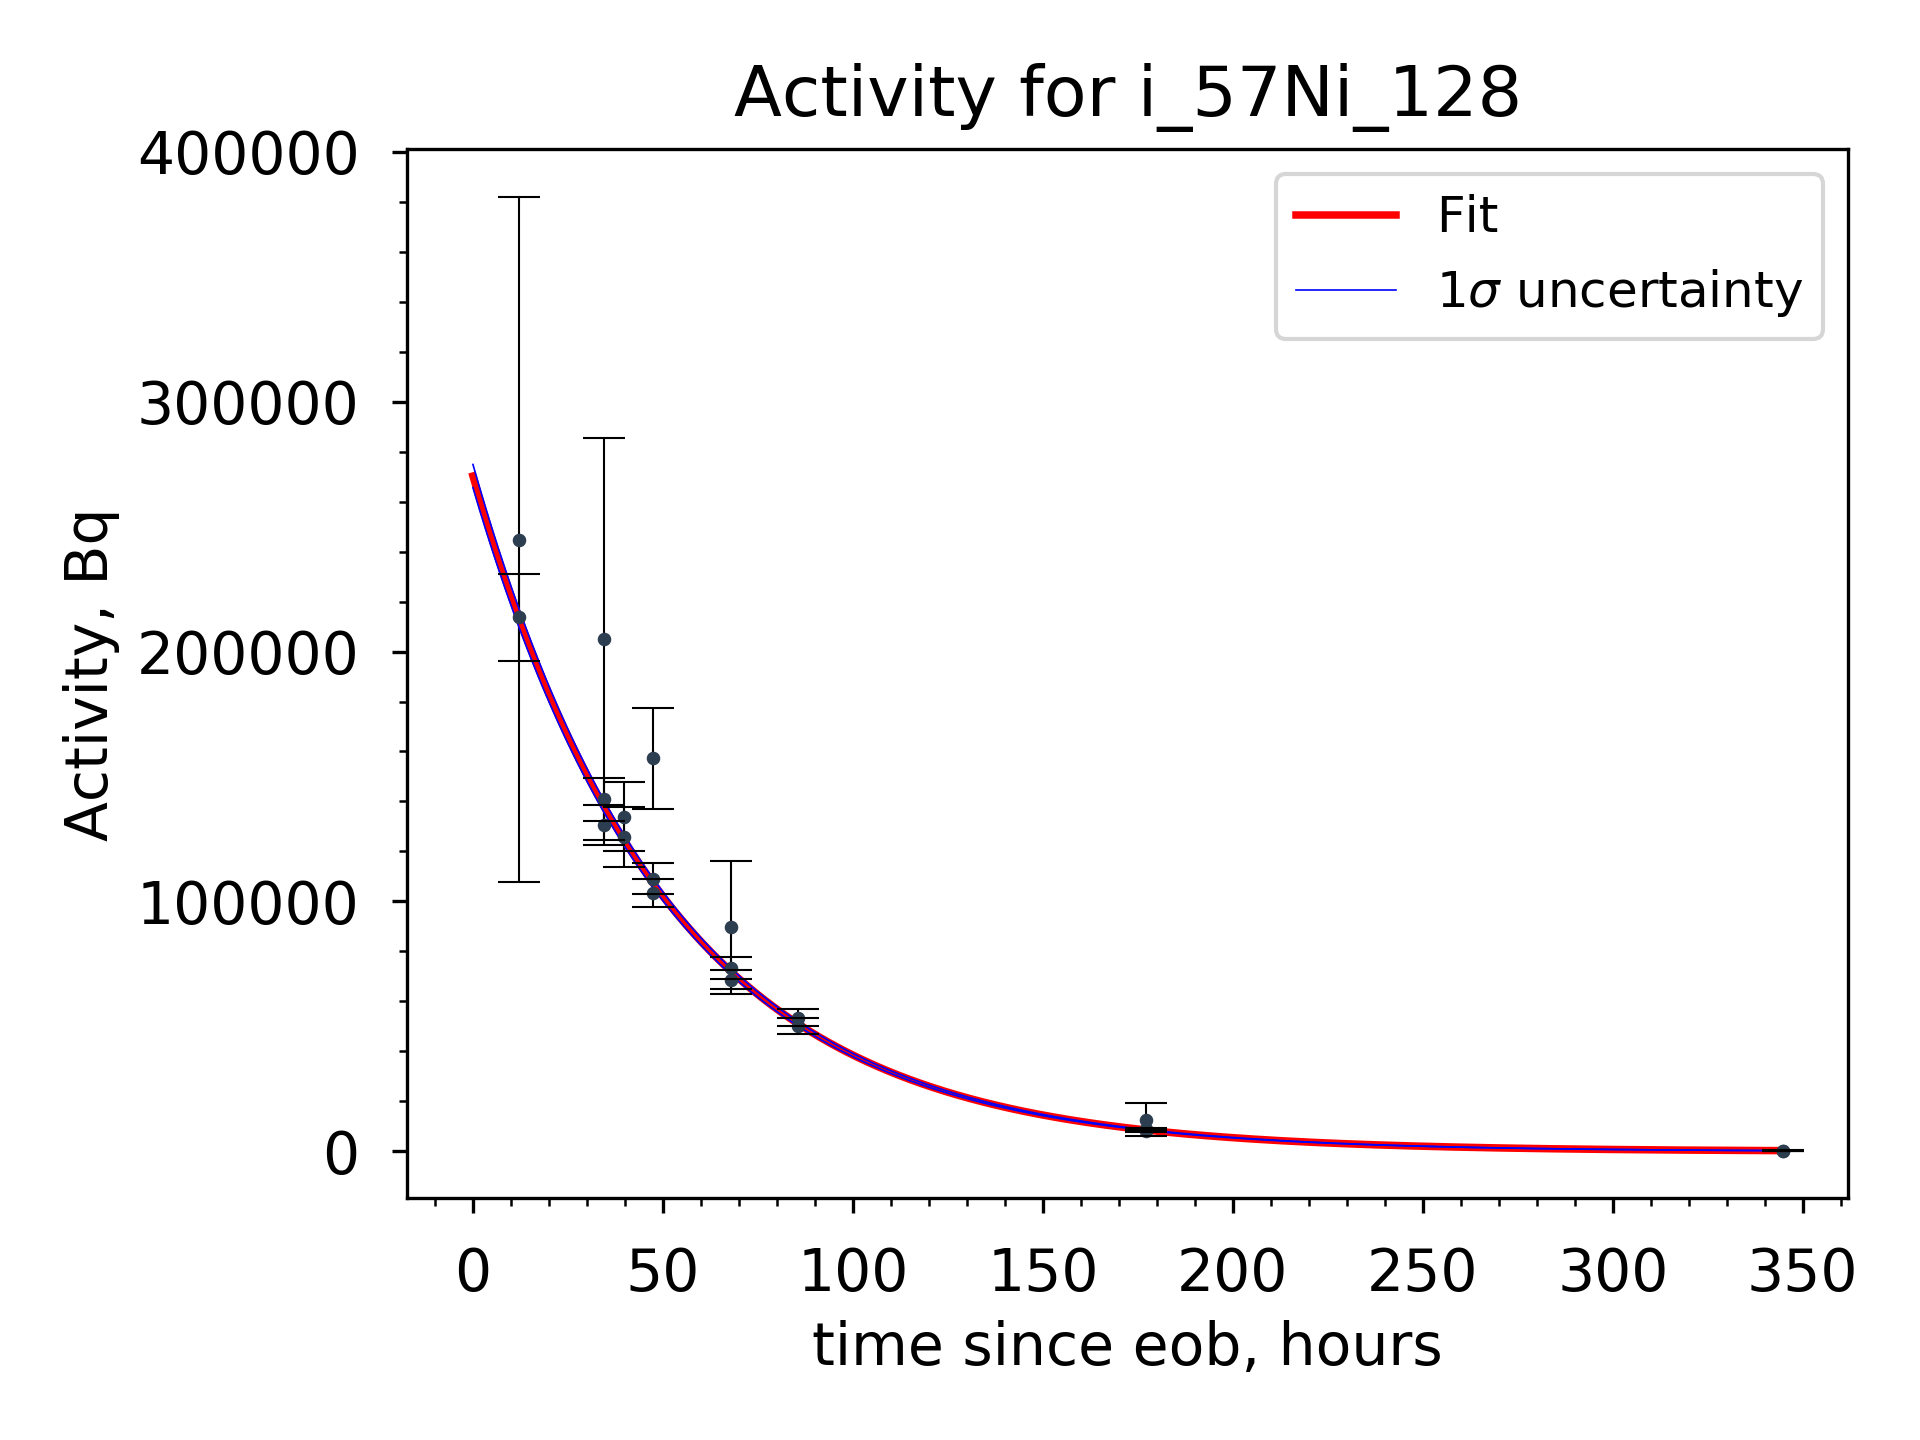 Activity for i_57Ni_128
400000
300000
200000
100000
0
Activity, Bq
Fit
1σ uncertainty
0 50 100 150 200 250 300 350
time since eob, hours